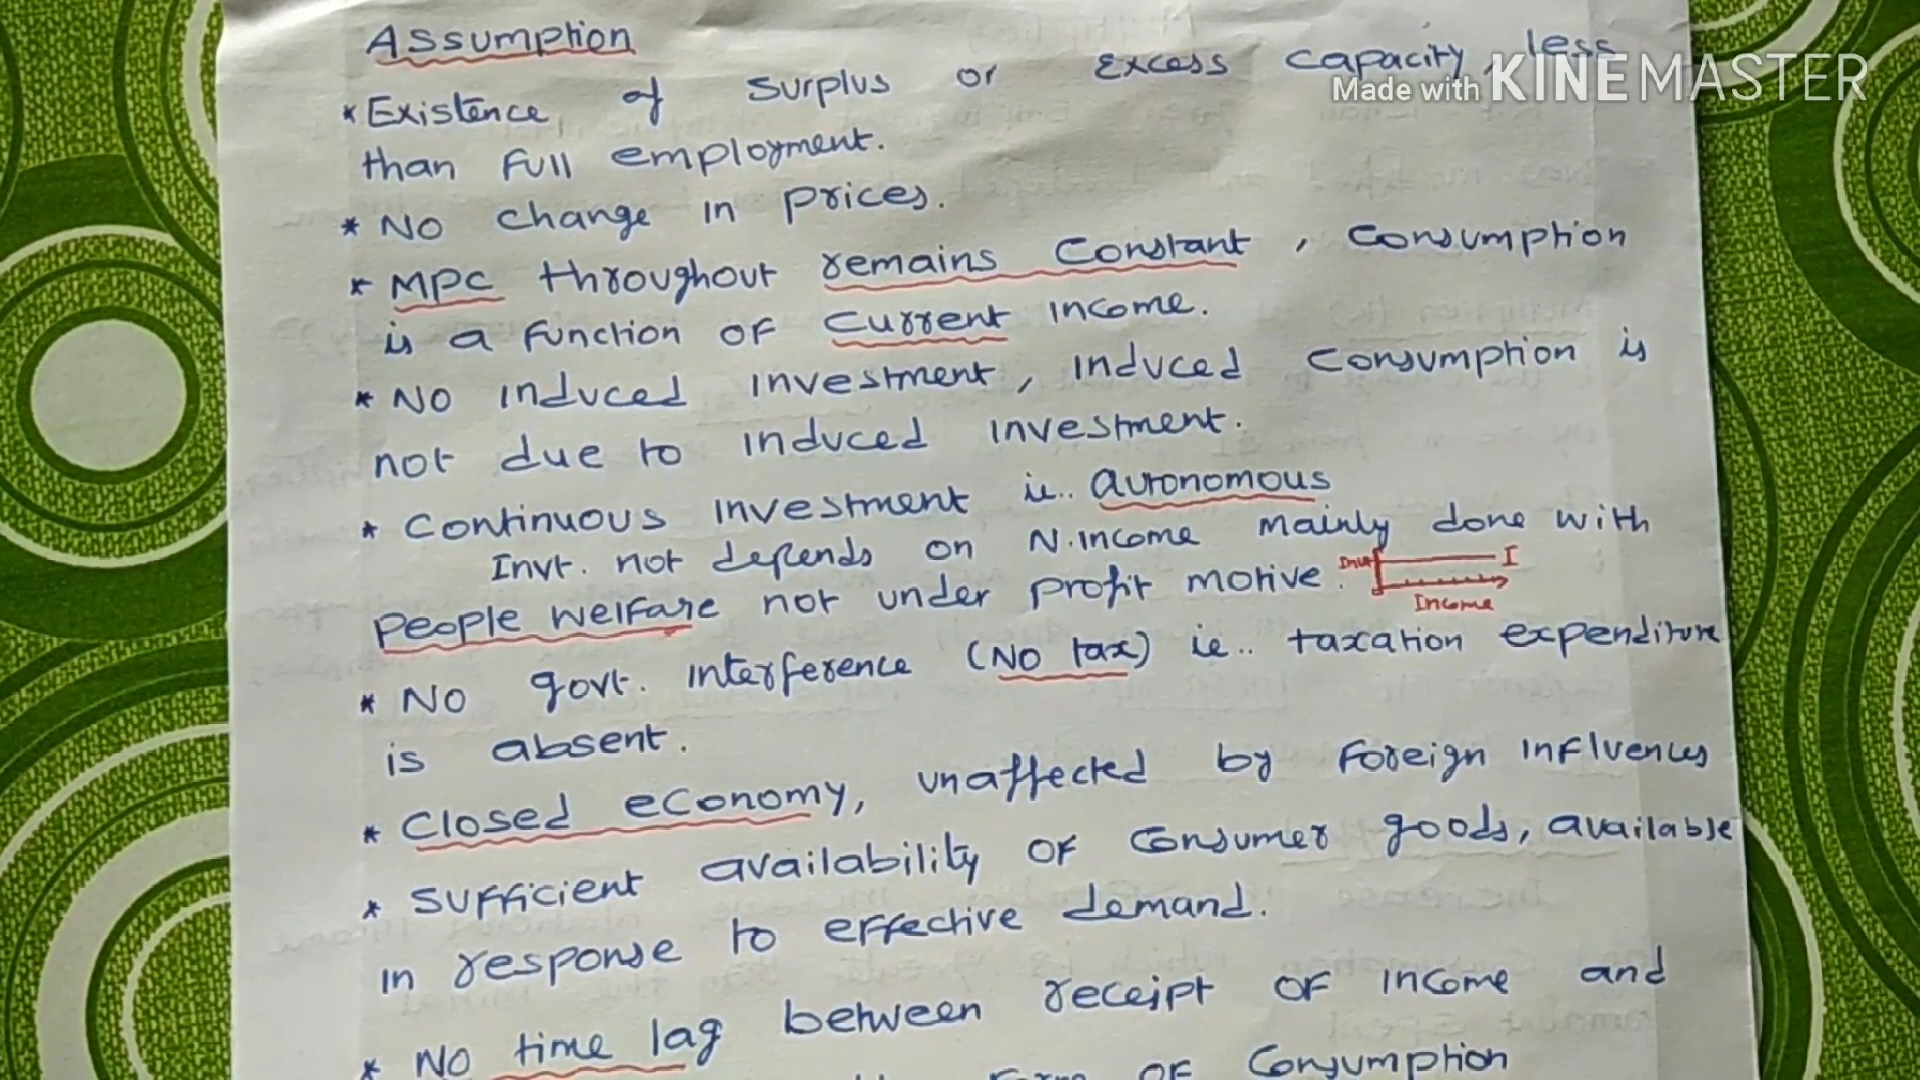 Assumption
* Existence of surplus or excess capacity, less
Made with KINEMASTER
than full employment.
* No change in prices.
* MPC throughout remains constant, consumption
is a function of current income.
* No induced investment, induced consumption is
not due to induced investment.
* Continuous investment ie.. autonomous
Invt. not depends on N.income mainly done with
people welfare not under profit motive.
Invt I
Income
* No govt. interference (No tax) ie.. taxation expenditure
is absent.
* Closed economy, unaffected by foreign influences
* Sufficient availability of consumer goods, available
in response to effective demand.
* No time lag between receipt of income and
form of consumption